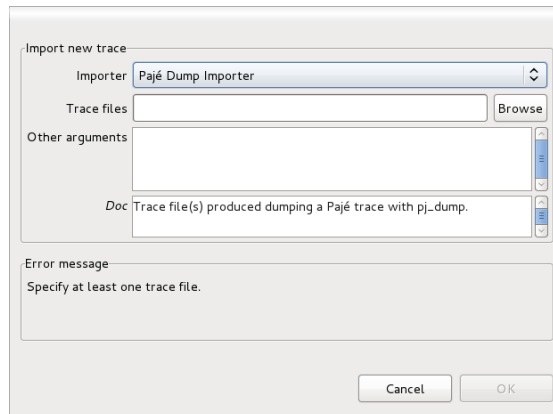 Import new trace
Importer Pajé Dump Importer
Trace files Browse
Other arguments
Doc Trace file(s) produced dumping a Pajé trace with pj_dump.
Error message
Specify at least one trace file.
Cancel OK